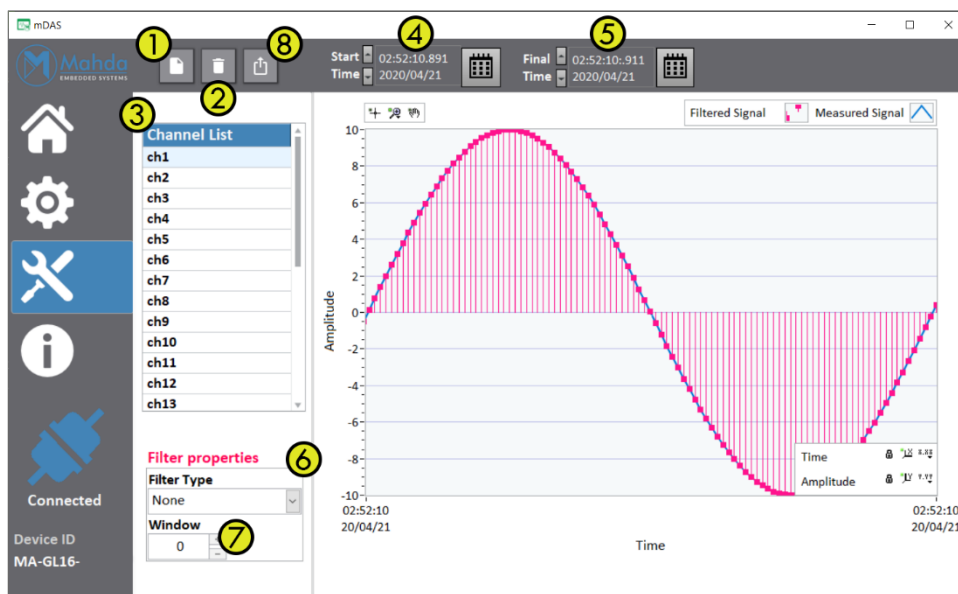 mDAS
1
2
8
4
5
Mahda
EMBEDDED SYSTEMS
Start
Time
02:52:10.891
2020/04/21
Final
Time
02:52:10:.911
2020/04/21
3
Channel List
ch1
ch2
ch3
ch4
ch5
ch6
ch7
ch8
ch9
ch10
ch11
ch12
ch13
6
Filter properties
Filter Type
None
Window
0
7
Connected
Device ID
MA-GL16-
Filtered Signal
Measured Signal
Amplitude
10
8
6
4
2
0
-2
-4
-6
-8
-10
02:52:10
20/04/21
02:52:10
20/04/21
Time
Time
X.XX
Amplitude
Y.YY